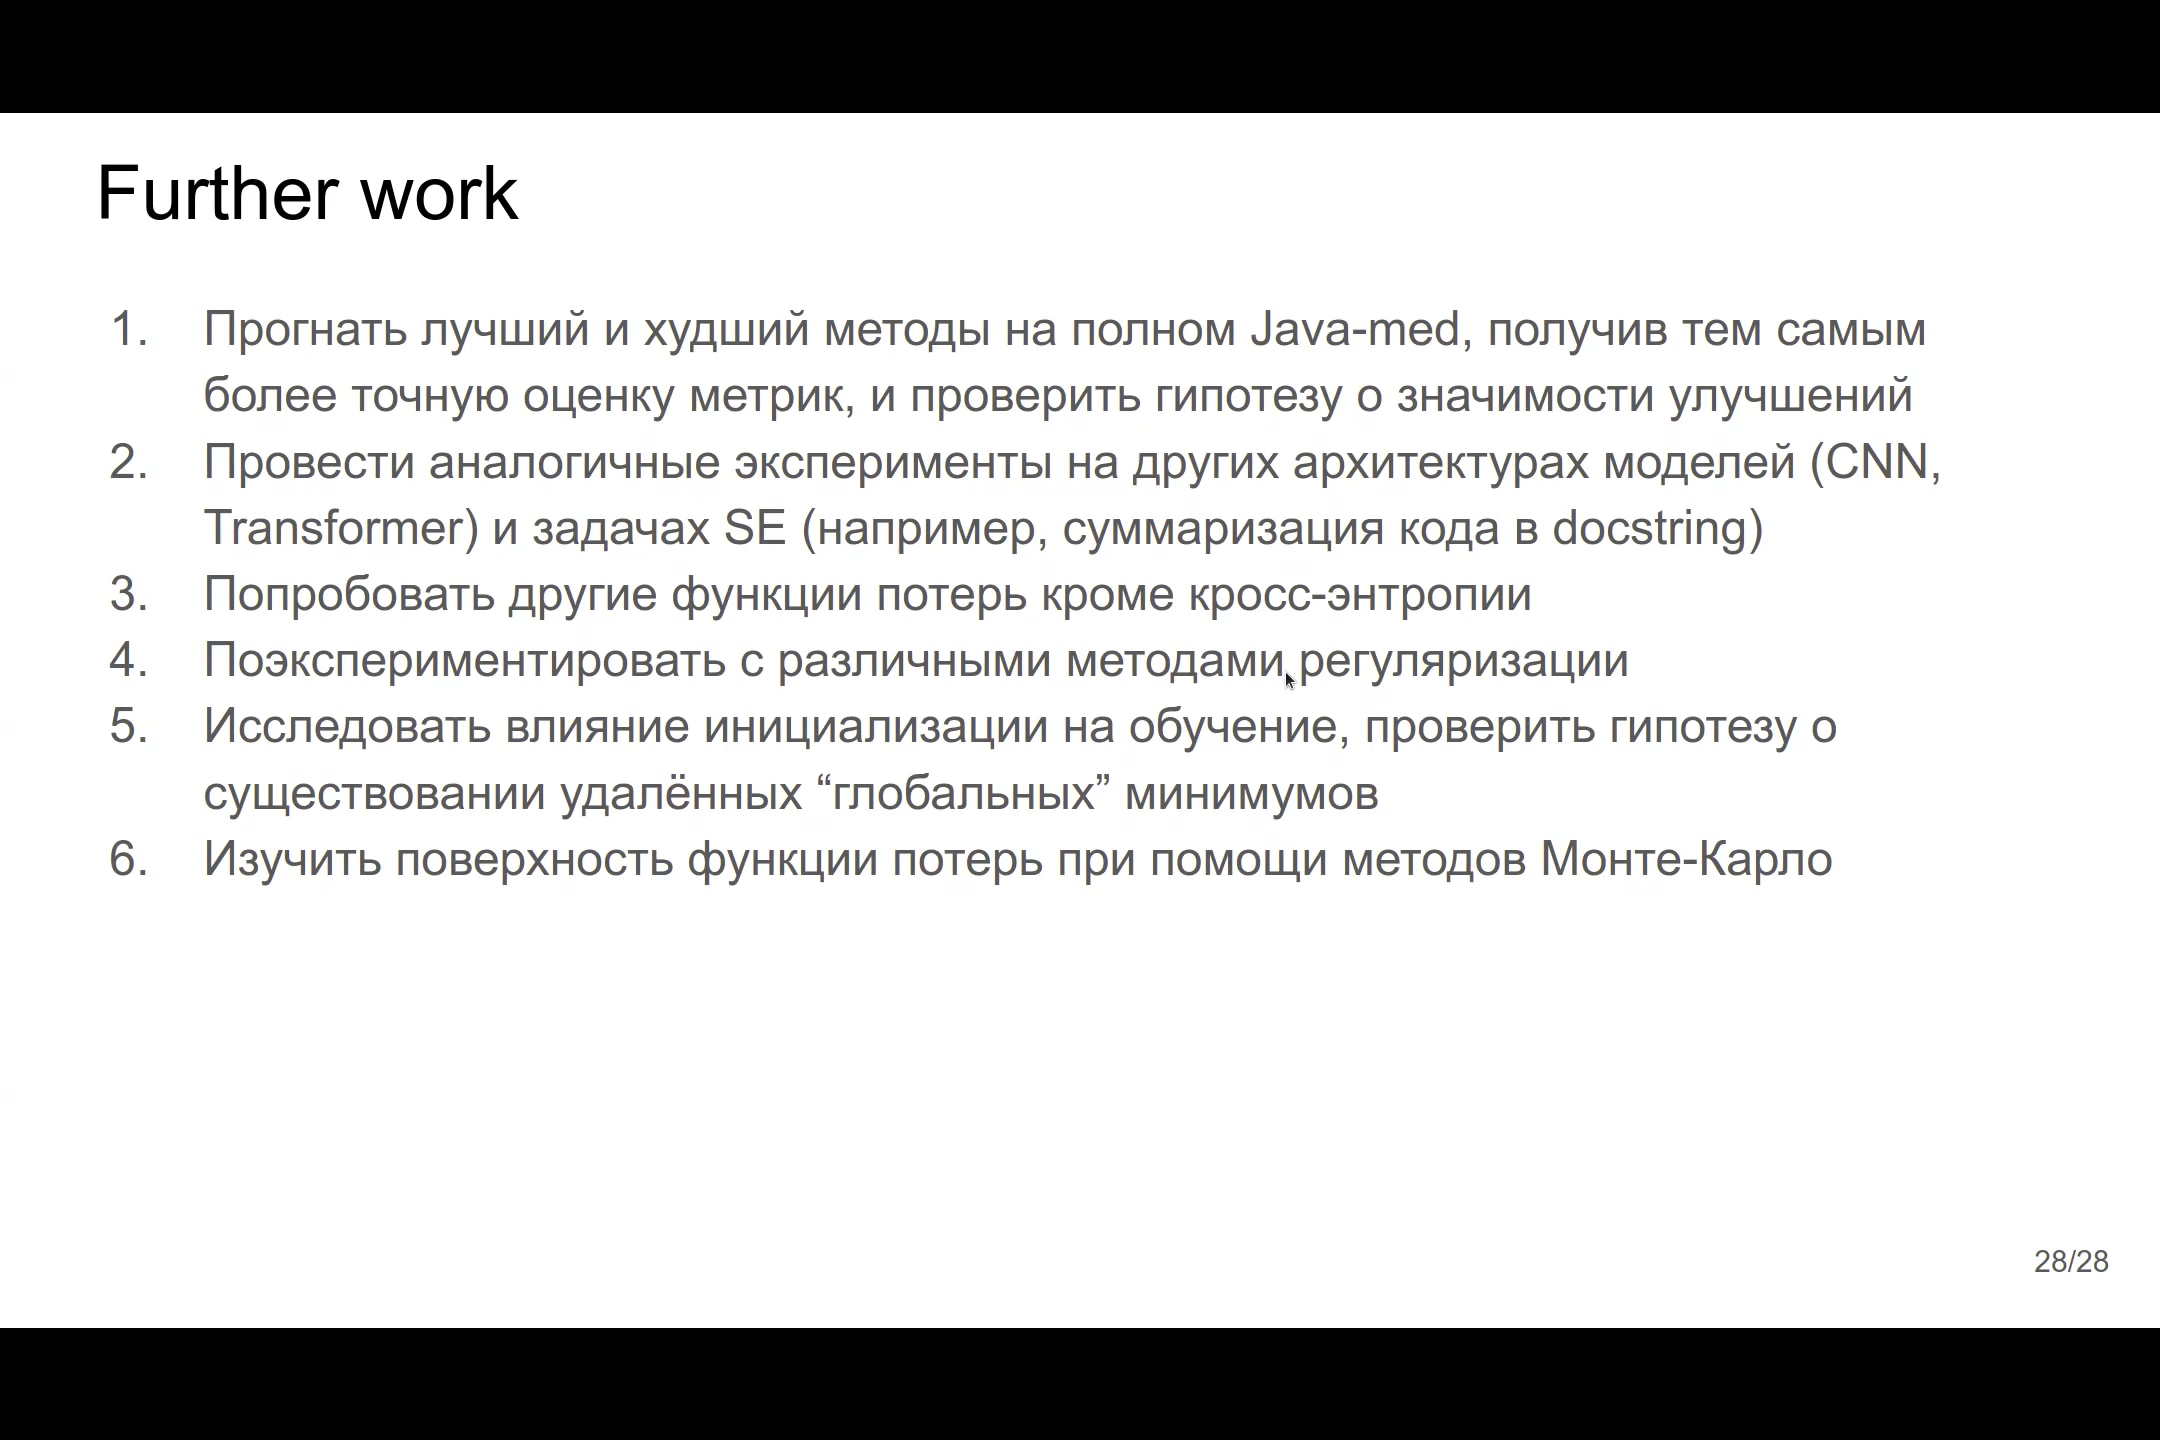 Further work
1. Прогнать лучший и худший методы на полном Java-med, получив тем самым
более точную оценку метрик, и проверить гипотезу о значимости улучшений
2. Провести аналогичные эксперименты на других архитектурах моделей (CNN,
Transformer) и задачах SE (например, суммаризация кода в docstring)
3. Попробовать другие функции потерь кроме кросс-энтропии
4. Поэкспериментировать с различными методами регуляризации
5. Исследовать влияние инициализации на обучение, проверить гипотезу о
существовании удалённых “глобальных” минимумов
6. Изучить поверхность функции потерь при помощи методов Монте-Карло
28/28